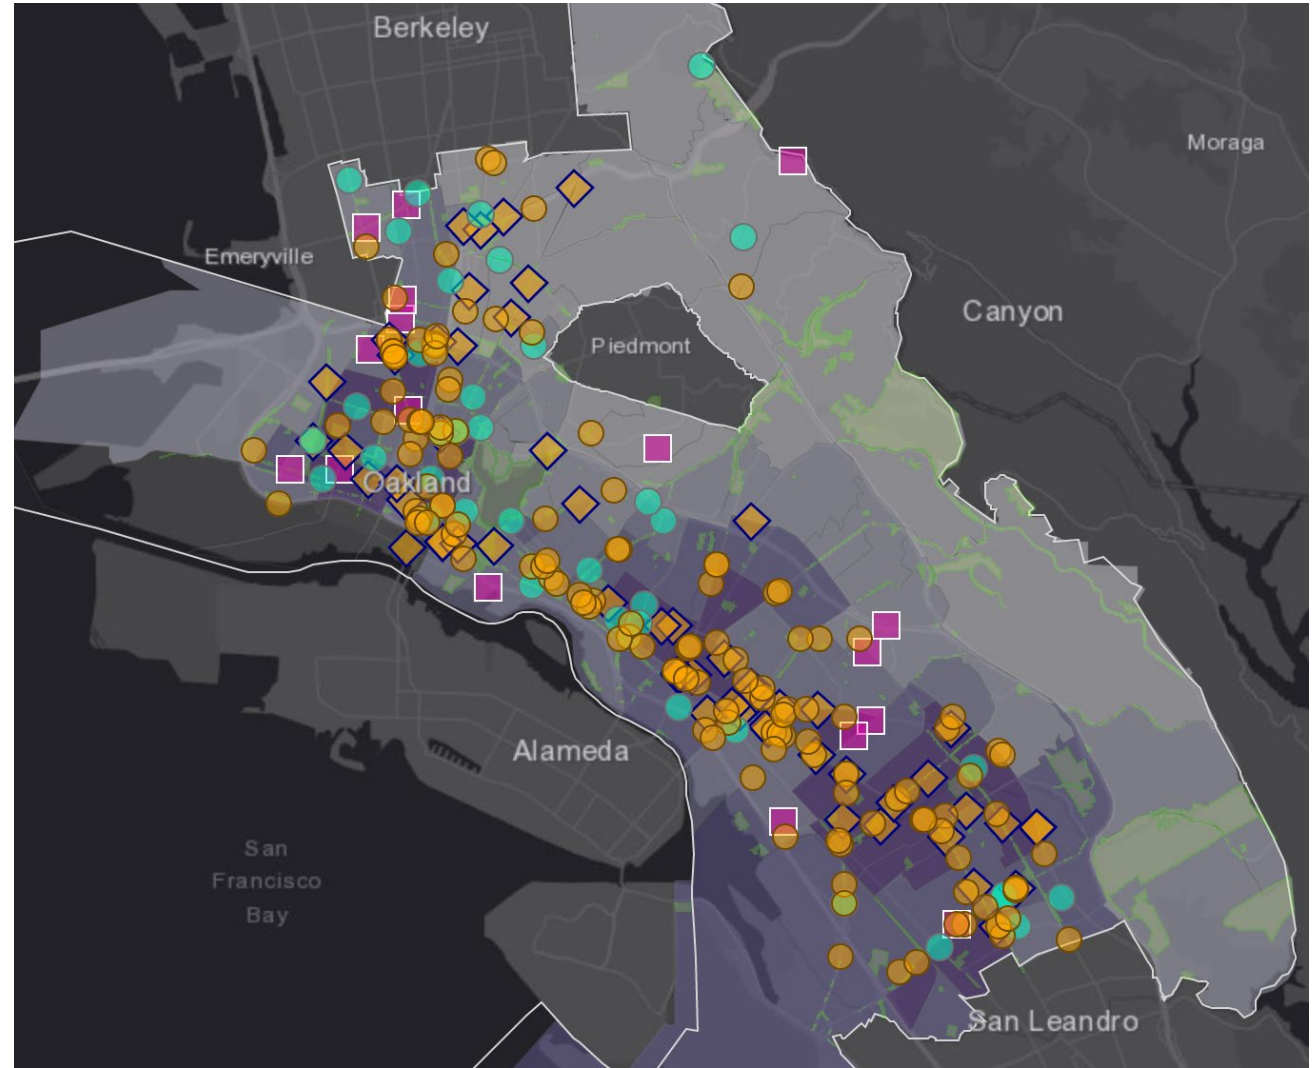 Berkeley
Moraga
Emeryville
Canyon
Piedmont
Oakland
Alameda
San
Francisco
Bay
San Leandro